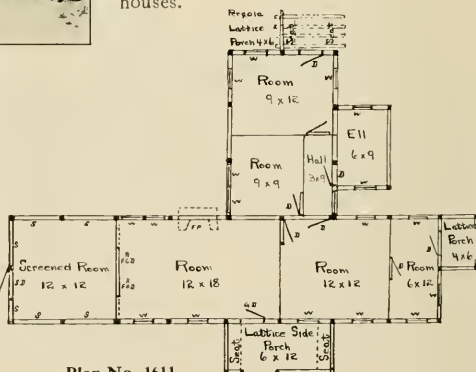 houses.
Pergola
Lattice
Porch 4x6
W W
D
Room
9 x 12
W
Ell
6 x 9
Room
9 x 9
Hall
3x9
D
W
D
W
S S
W W
FP
D
D
W W
Lattice
Porch
4x6
S
S.D
S
Screened Room
12 x 12
Room
12 x 18
Room
12 x 12
D
Room
6x12
D
W
S S
W W
G D
W W
W
Lattice Side
Porch
6 x 12
Seat
Seat
Plan No. 1611